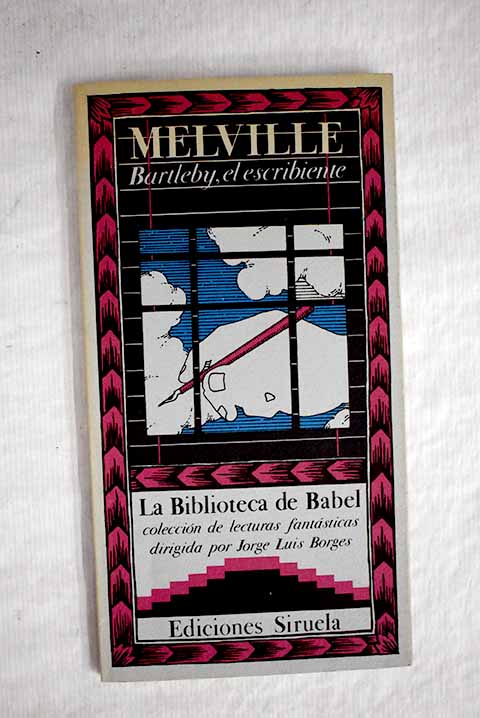 MELVILLE
Bartleby, el escribiente
La Biblioteca de Babel
colección de lecturas fantásticas
dirigida por Jorge Luis Borges
Ediciones Siruela